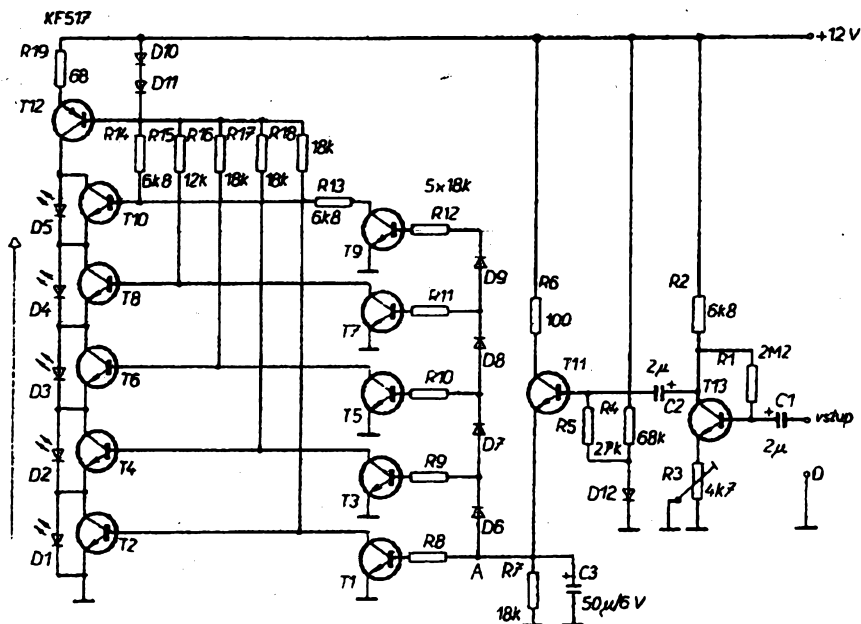 KF517
R19
68
D10
D11
+12V
T12
R14
R15
R16
R17
R18
18k
6k8
12k
18k
18k
R13
6k8
5x18k
R12
T10
T9
D5
D9
R6
100
R2
6k8
D4
T8
T7
R11
D8
R1
2M2
T11
2µ
C2
T13
C1
vstup
2µ
D3
T6
T5
R10
D7
R5
27k
R4
68k
D12
R3
4k7
0
D2
T4
T3
R9
D6
D1
T2
T1
R8
A
R7
18k
C3
50µ/6V